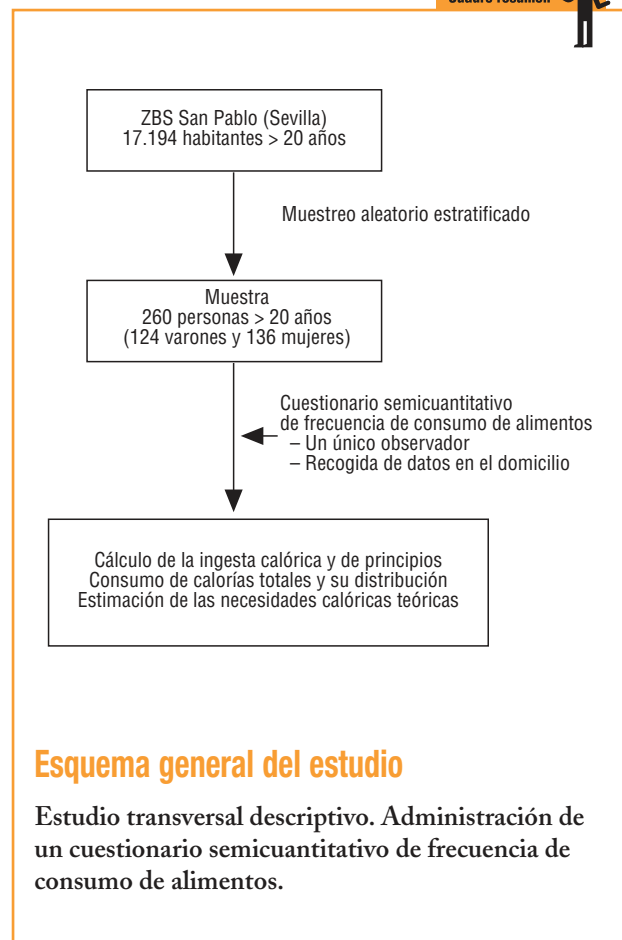 Cuadro resumen
ZBS San Pablo (Sevilla)
17.194 habitantes > 20 años
Muestreo aleatorio estratificado
Muestra
260 personas > 20 años
(124 varones y 136 mujeres)
Cuestionario semicuantitativo
de frecuencia de consumo de alimentos
– Un único observador
– Recogida de datos en el domicilio
Cálculo de la ingesta calórica y de principios
Consumo de calorías totales y su distribución
Estimación de las necesidades calóricas teóricas
Esquema general del estudio
Estudio transversal descriptivo. Administración de
un cuestionario semicuantitativo de frecuencia de
consumo de alimentos.